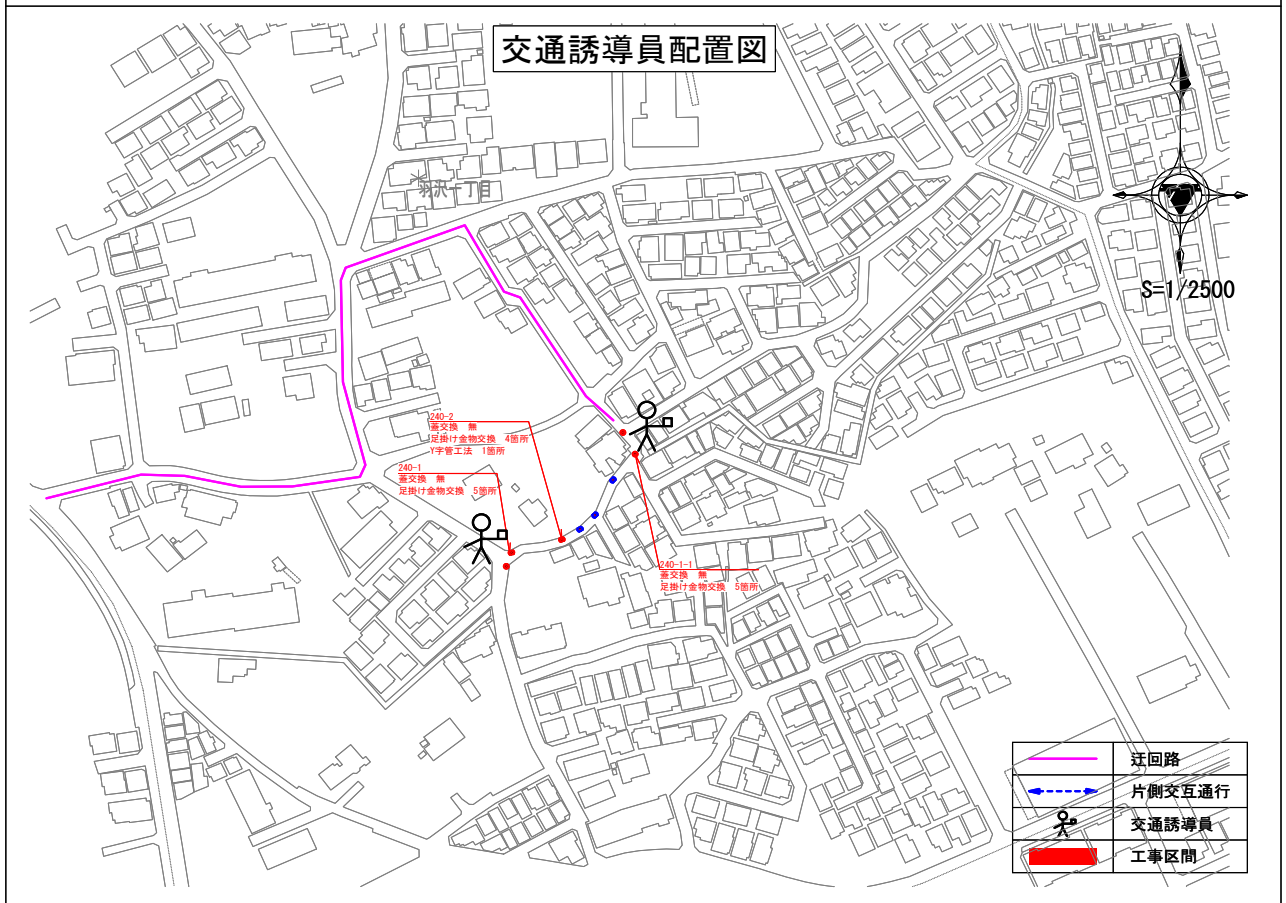 交通誘導員配置図
羽沢一丁目
S=1/2500
240-2
蓋交換 無
足掛け金物交換 4箇所
Y字管工法 1箇所
240-1
蓋交換 無
足掛け金物交換 5箇所
240-1-1
蓋交換 無
足掛け金物交換 5箇所
迂回路
片側交互通行
交通誘導員
工事区間